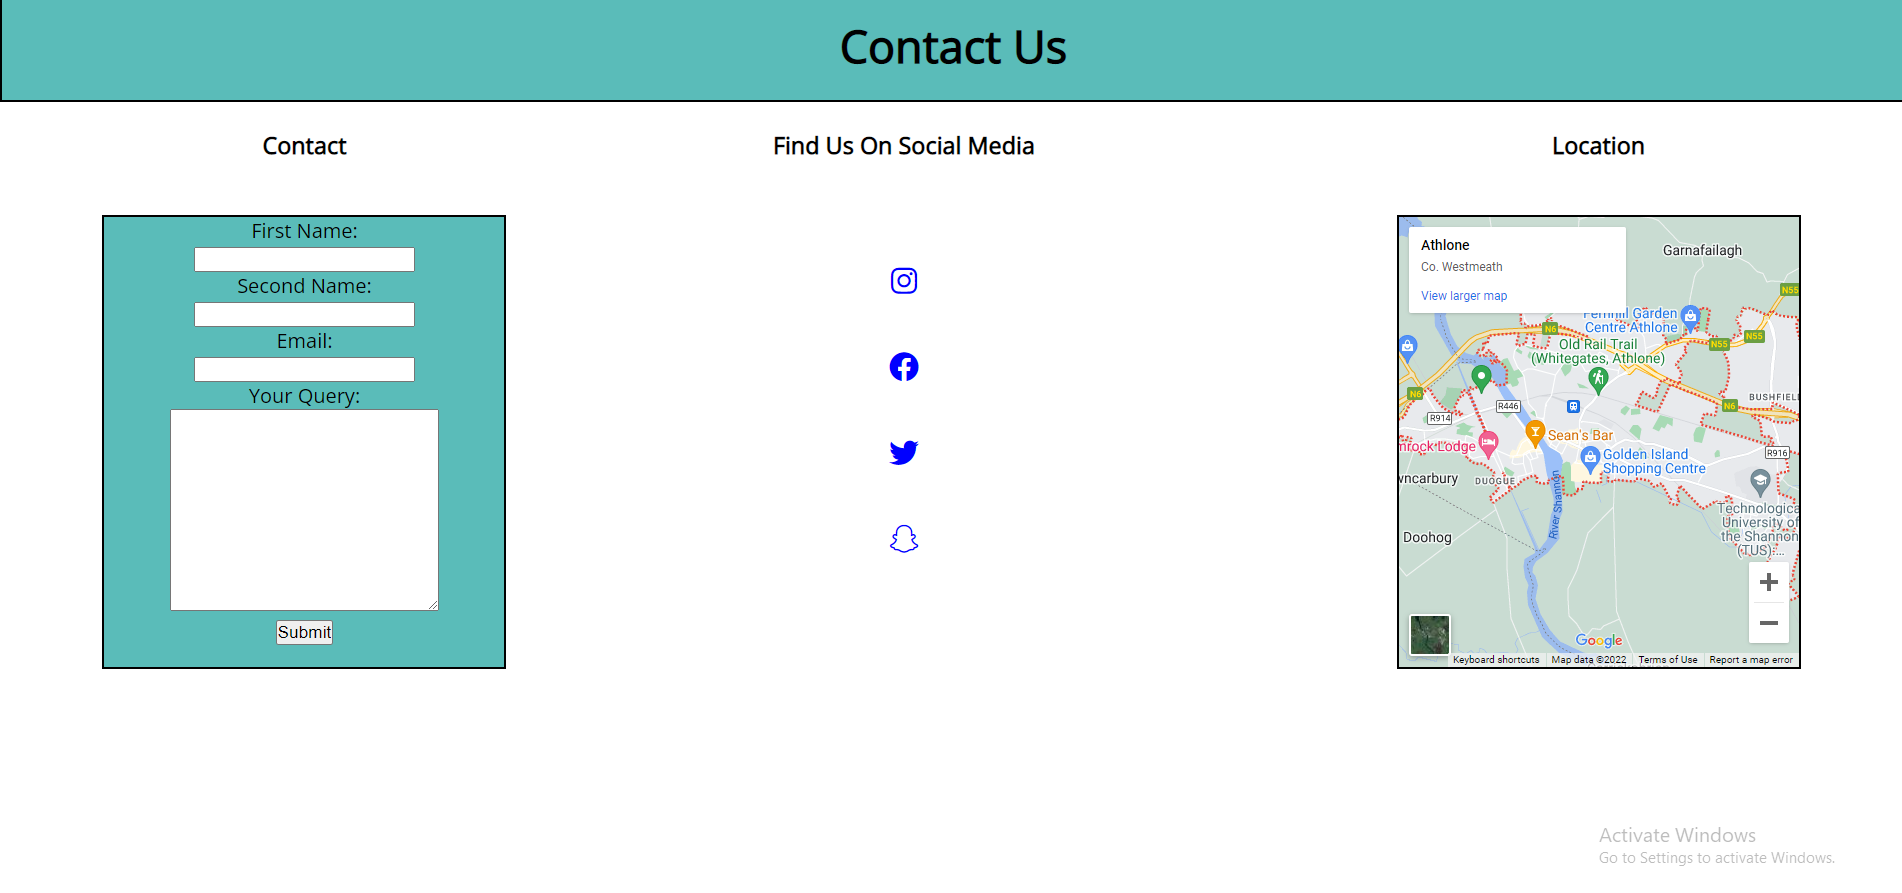 Contact Us
Contact
Find Us On Social Media
Location
First Name:
Second Name:
Email:
Your Query:
Submit
Athlone
Co. Westmeath
View larger map
Garnafailagh
N55
Fernhill Garden
Centre Athlone
N6
N55
N55
Old Rail Trail
(Whitegates, Athlone)
N6
R446
N6
BUSHFIEL
R914
Sean's Bar
mrock Lodge
Golden Island
Shopping Centre
R916
wncarbury
DUOGUE
River Shannon
Technologica
University of
the Shannon
(TUS):...
Doohog
Google
Keyboard shortcuts
Map data ©2022
Terms of Use
Report a map error
Activate Windows
Go to Settings to activate Windows.